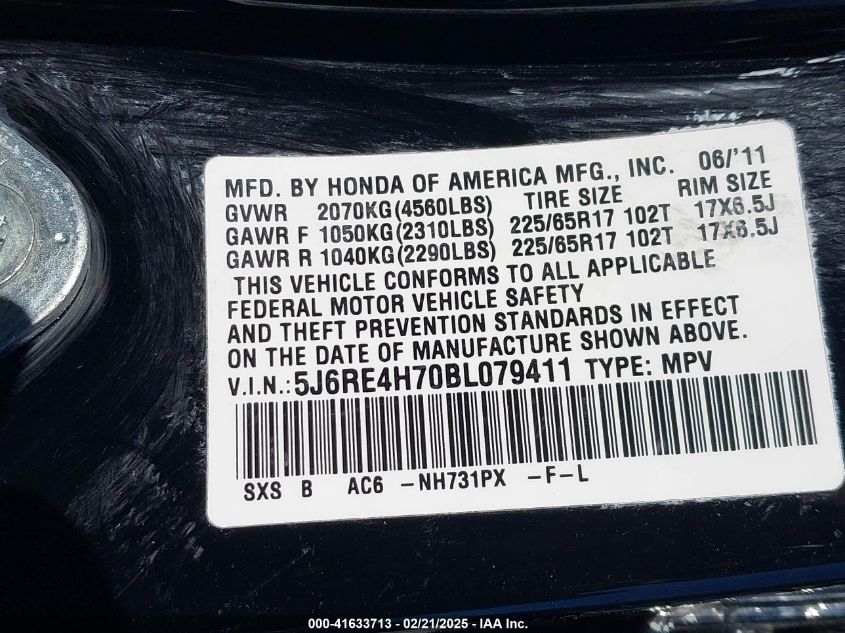 MFD. BY HONDA OF AMERICA MFG., INC. 06/'11
GVWR 2070KG(4560LBS) TIRE SIZE RIM SIZE
GAWR F 1050KG(2310LBS) 225/65R17 102T 17X6.5J
GAWR R 1040KG(2290LBS) 225/65R17 102T 17X6.5J
THIS VEHICLE CONFORMS TO ALL APPLICABLE
FEDERAL MOTOR VEHICLE SAFETY
AND THEFT PREVENTION STANDARDS IN EFFECT
ON THE DATE OF MANUFACTURE SHOWN ABOVE.
V.I.N.: 5J6RE4H70BL079411 TYPE: MPV
SXS B AC6 -NH731PX -F-L
000-41633713 - 02/21/2025 - IAA Inc.